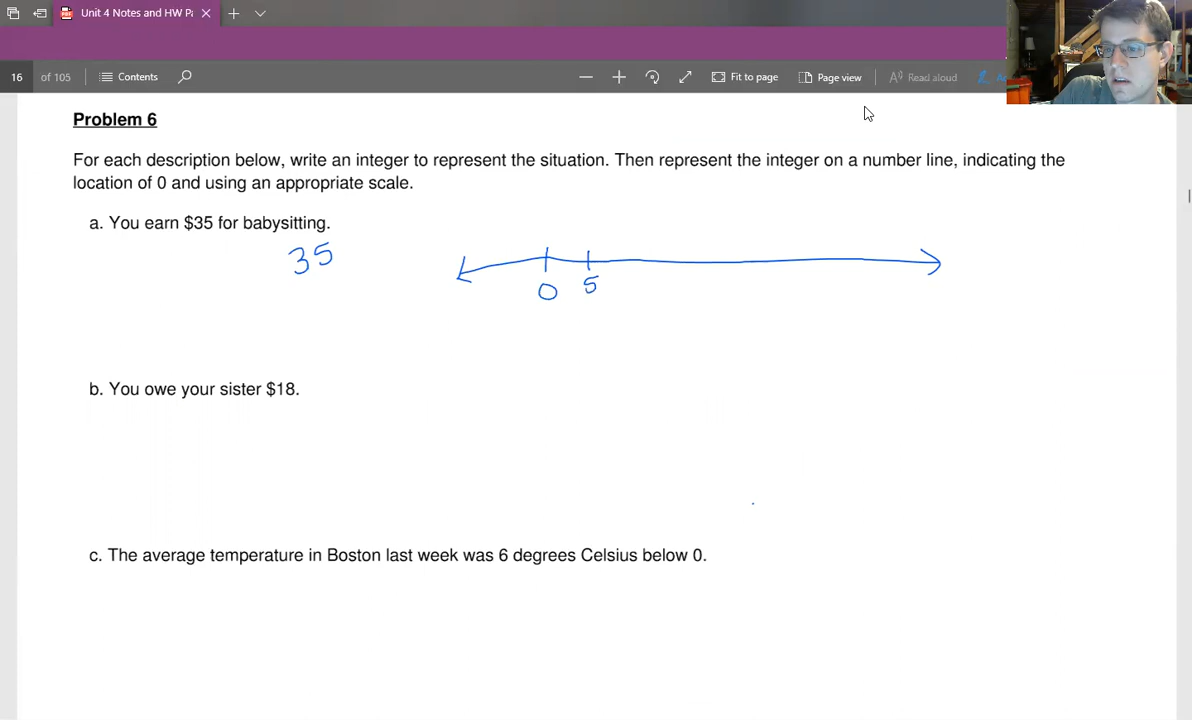 Unit 4 Notes and HW Pa
16 of 105 Contents Fit to page Page view Read aloud
Problem 6
For each description below, write an integer to represent the situation. Then represent the integer on a number line, indicating the
location of 0 and using an appropriate scale.
a. You earn $35 for babysitting.
35
0 5
b. You owe your sister $18.
c. The average temperature in Boston last week was 6 degrees Celsius below 0.